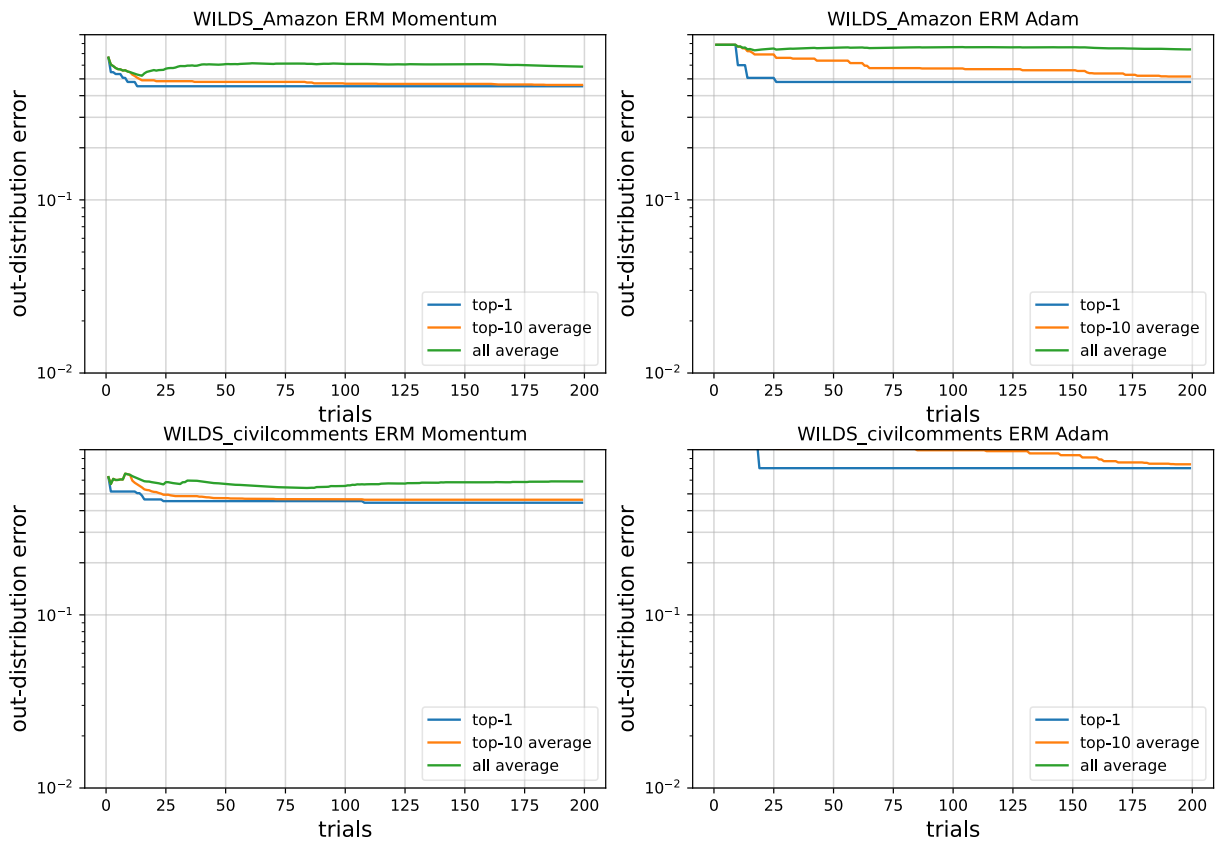 WILDS_Amazon ERM Momentum
out-distribution error
10⁻¹
10⁻²
top-1
top-10 average
all average
0 25 50 75 100 125 150 175 200
trials
WILDS_Amazon ERM Adam
out-distribution error
10⁻¹
10⁻²
top-1
top-10 average
all average
0 25 50 75 100 125 150 175 200
trials
WILDS_civilcomments ERM Momentum
out-distribution error
10⁻¹
10⁻²
top-1
top-10 average
all average
0 25 50 75 100 125 150 175 200
trials
WILDS_civilcomments ERM Adam
out-distribution error
10⁻¹
10⁻²
top-1
top-10 average
all average
0 25 50 75 100 125 150 175 200
trials